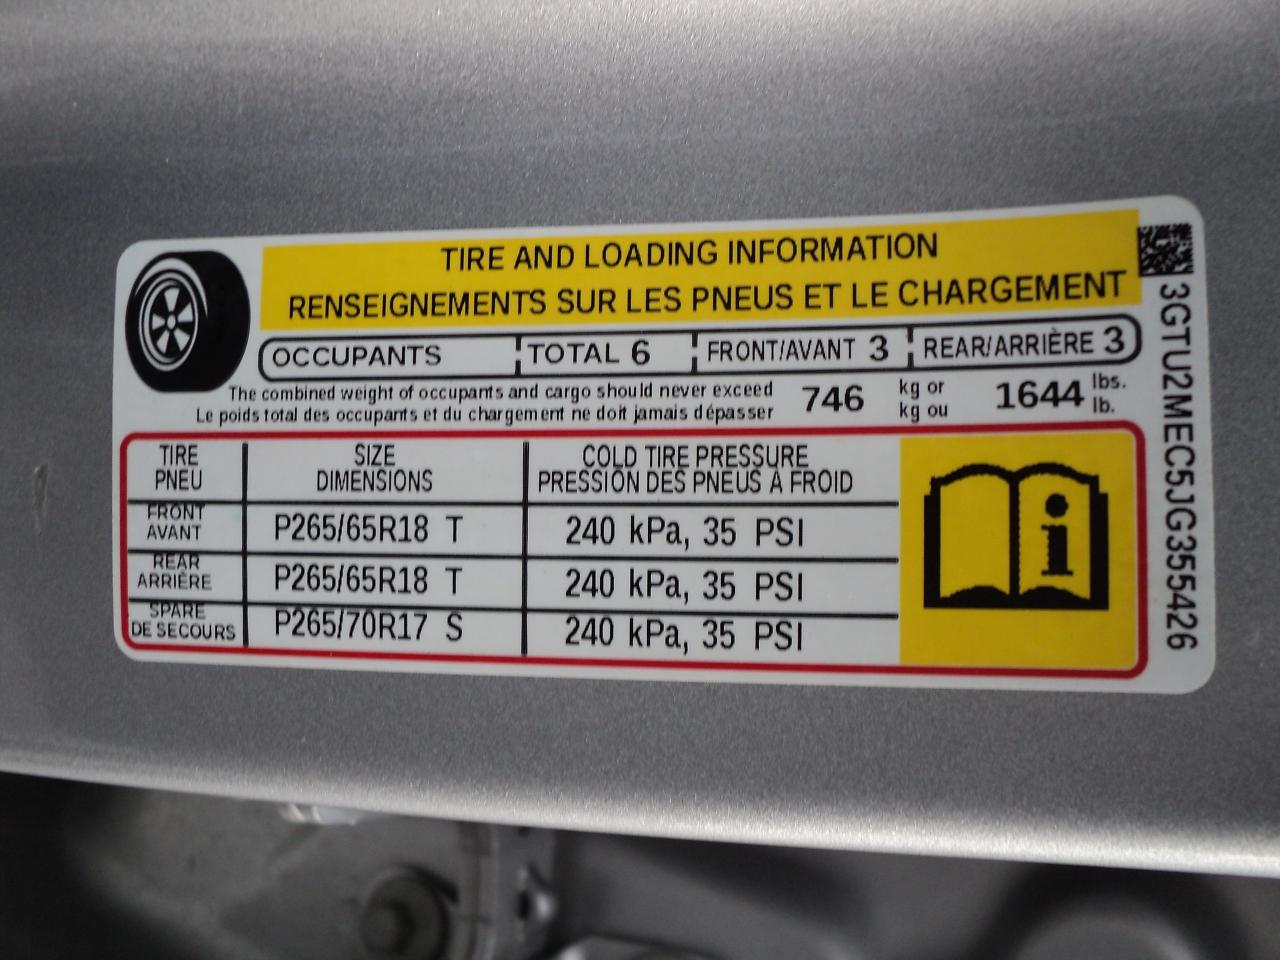 TIRE AND LOADING INFORMATION
RENSEIGNEMENTS SUR LES PNEUS ET LE CHARGEMENT
OCCUPANTS TOTAL 6 FRONT/AVANT 3 REAR/ARRIÈRE 3
The combined weight of occupants and cargo should never exceed 746 kg or 1644 lbs.
Le poids total des occupants et du chargement ne doit jamais dépasser kg ou lb.
TIRE SIZE COLD TIRE PRESSURE
PNEU DIMENSIONS PRESSION DES PNEUS À FROID
FRONT
AVANT P265/65R18 T 240 kPa, 35 PSI
REAR
ARRIÈRE P265/65R18 T 240 kPa, 35 PSI
SPARE
DE SECOURS P265/70R17 S 240 kPa, 35 PSI
i
3GTU2MEC5JG355426